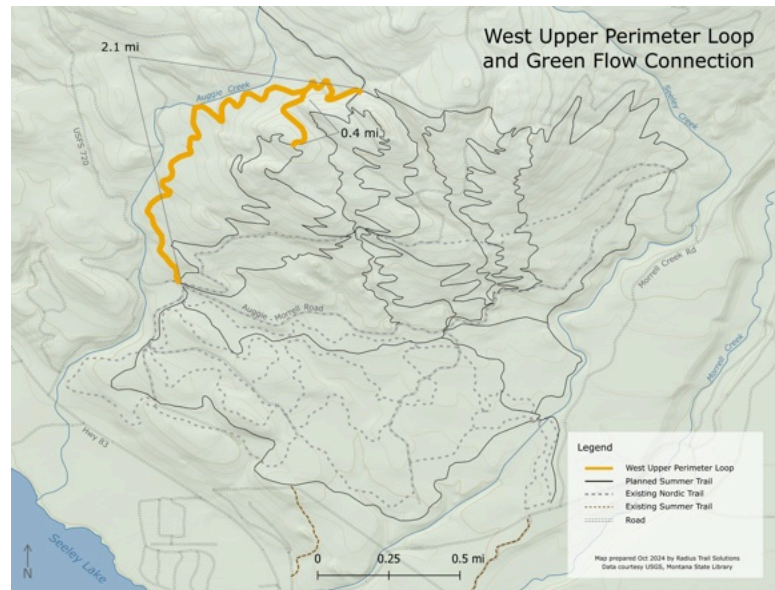 West Upper Perimeter Loop
and Green Flow Connection
2.1 mi
Auggie Creek
Seeley Creek
0.4 mi
USFS 720
Morrell Creek Rd
Auggie - Morrell Road
Morrell Creek
Hwy 83
Seeley Lake
N
0 0.25 0.5 mi
Legend
West Upper Perimeter Loop
Planned Summer Trail
Existing Nordic Trail
Existing Summer Trail
Road
Map prepared Oct 2024 by Radius Trail Solutions
Data courtesy USGS, Montana State Library